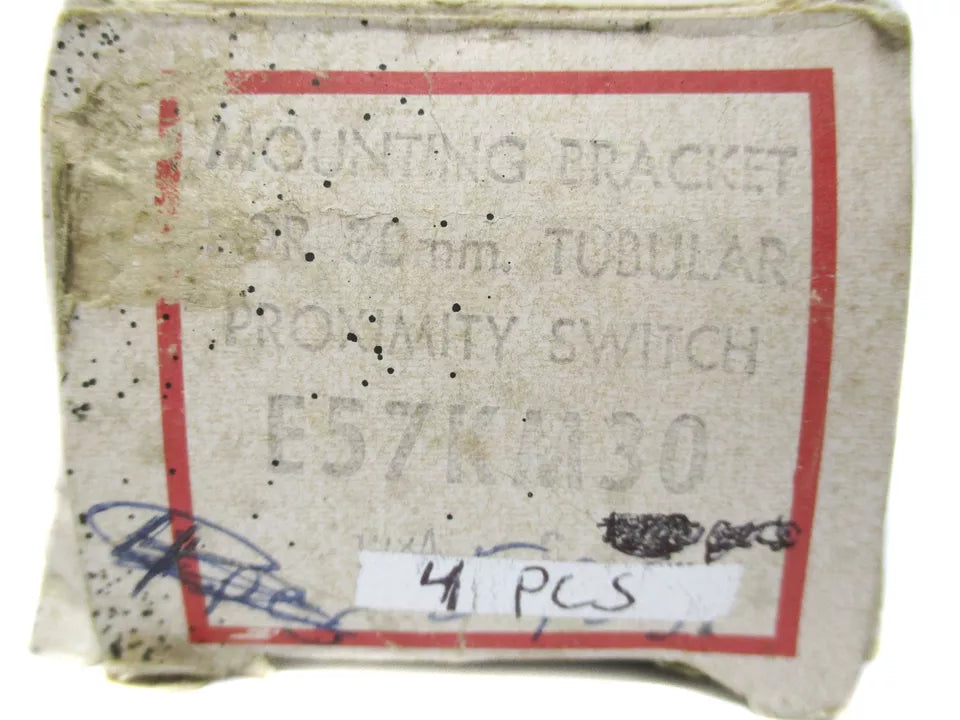 MOUNTING BRACKET
FOR 30 mm. TUBULAR
PROXIMITY SWITCH
E57KM30
4 PCS